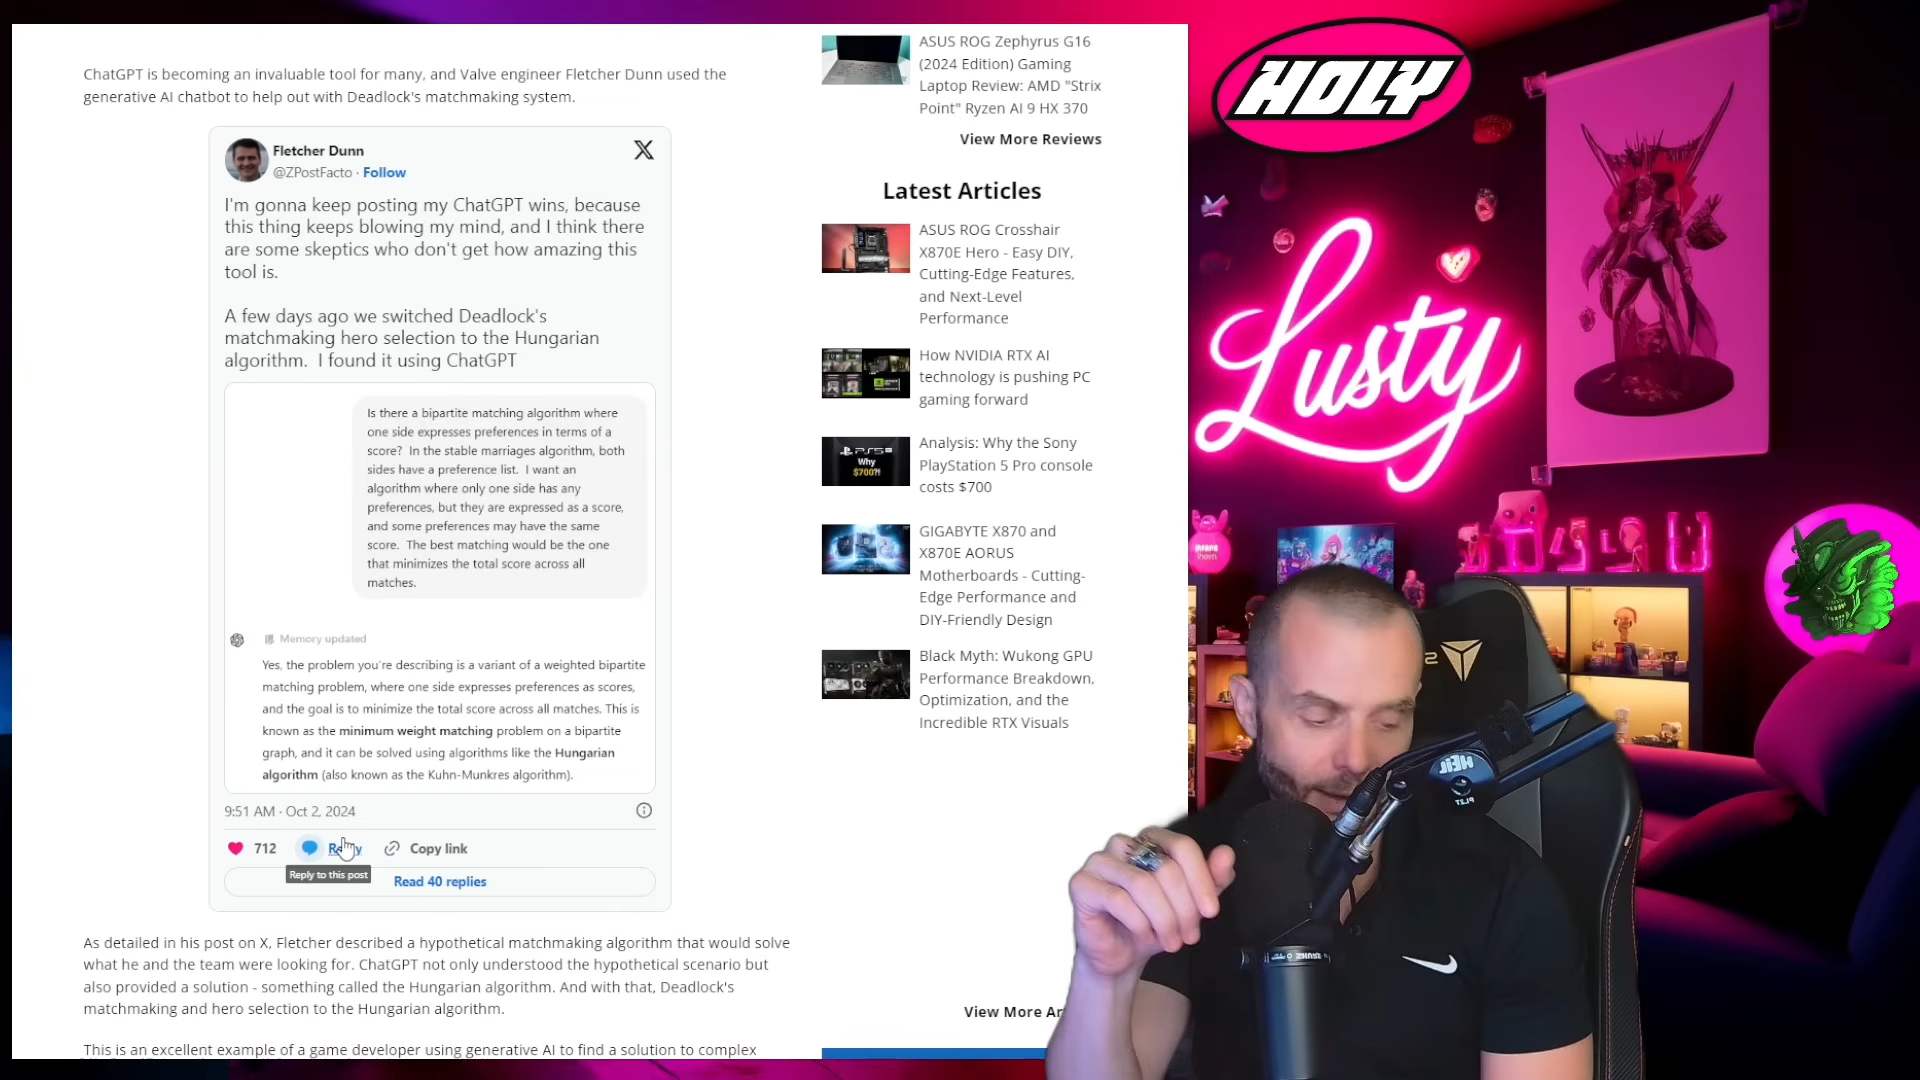 ChatGPT is becoming an invaluable tool for many, and Valve engineer Fletcher Dunn used the
generative AI chatbot to help out with Deadlock's matchmaking system.
Fletcher Dunn
@ZPostFacto · Follow
I'm gonna keep posting my ChatGPT wins, because
this thing keeps blowing my mind, and I think there
are some skeptics who don't get how amazing this
tool is.
A few days ago we switched Deadlock's
matchmaking hero selection to the Hungarian
algorithm.  I found it using ChatGPT
Is there a bipartite matching algorithm where
one side expresses preferences in terms of a
score?  In the stable marriages algorithm, both
sides have a preference list.  I want an
algorithm where only one side has any
preferences, but they are expressed as a score,
and some preferences may have the same
score.  The best matching would be the one
that minimizes the total score across all
matches.
Memory updated
Yes, the problem you're describing is a variant of a weighted bipartite
matching problem, where one side expresses preferences as scores,
and the goal is to minimize the total score across all matches. This is
known as the minimum weight matching problem on a bipartite
graph, and it can be solved using algorithms like the Hungarian
algorithm (also known as the Kuhn-Munkres algorithm).
9:51 AM · Oct 2, 2024
712
Reply
Copy link
Reply to this post
Read 40 replies
As detailed in his post on X, Fletcher described a hypothetical matchmaking algorithm that would solve
what he and the team were looking for. ChatGPT not only understood the hypothetical scenario but
also provided a solution - something called the Hungarian algorithm. And with that, Deadlock's
matchmaking and hero selection to the Hungarian algorithm.
This is an excellent example of a game developer using generative AI to find a solution to complex
ASUS ROG Zephyrus G16
(2024 Edition) Gaming
Laptop Review: AMD "Strix
Point" Ryzen AI 9 HX 370
View More Reviews
Latest Articles
ASUS ROG Crosshair
X870E Hero - Easy DIY,
Cutting-Edge Features,
and Next-Level
Performance
How NVIDIA RTX AI
technology is pushing PC
gaming forward
PS5
Why
$700?!
Analysis: Why the Sony
PlayStation 5 Pro console
costs $700
GIGABYTE X870 and
X870E AORUS
Motherboards - Cutting-
Edge Performance and
DIY-Friendly Design
Black Myth: Wukong GPU
Performance Breakdown,
Optimization, and the
Incredible RTX Visuals
View More Ar
HOLY
Lusty
HEIL